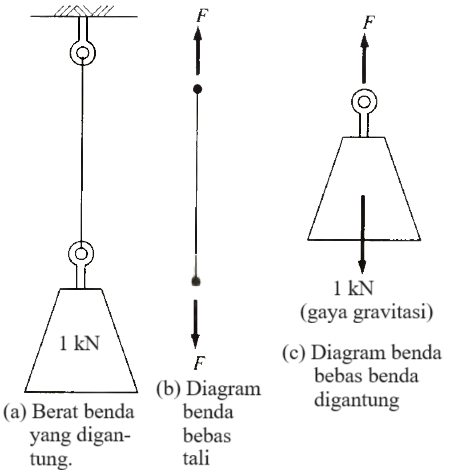 F
F
1 kN
F
1 kN
(gaya gravitasi)
(a) Berat benda
yang digan-
tung.
(b) Diagram
benda
bebas
tali
(c) Diagram benda
bebas benda
digantung